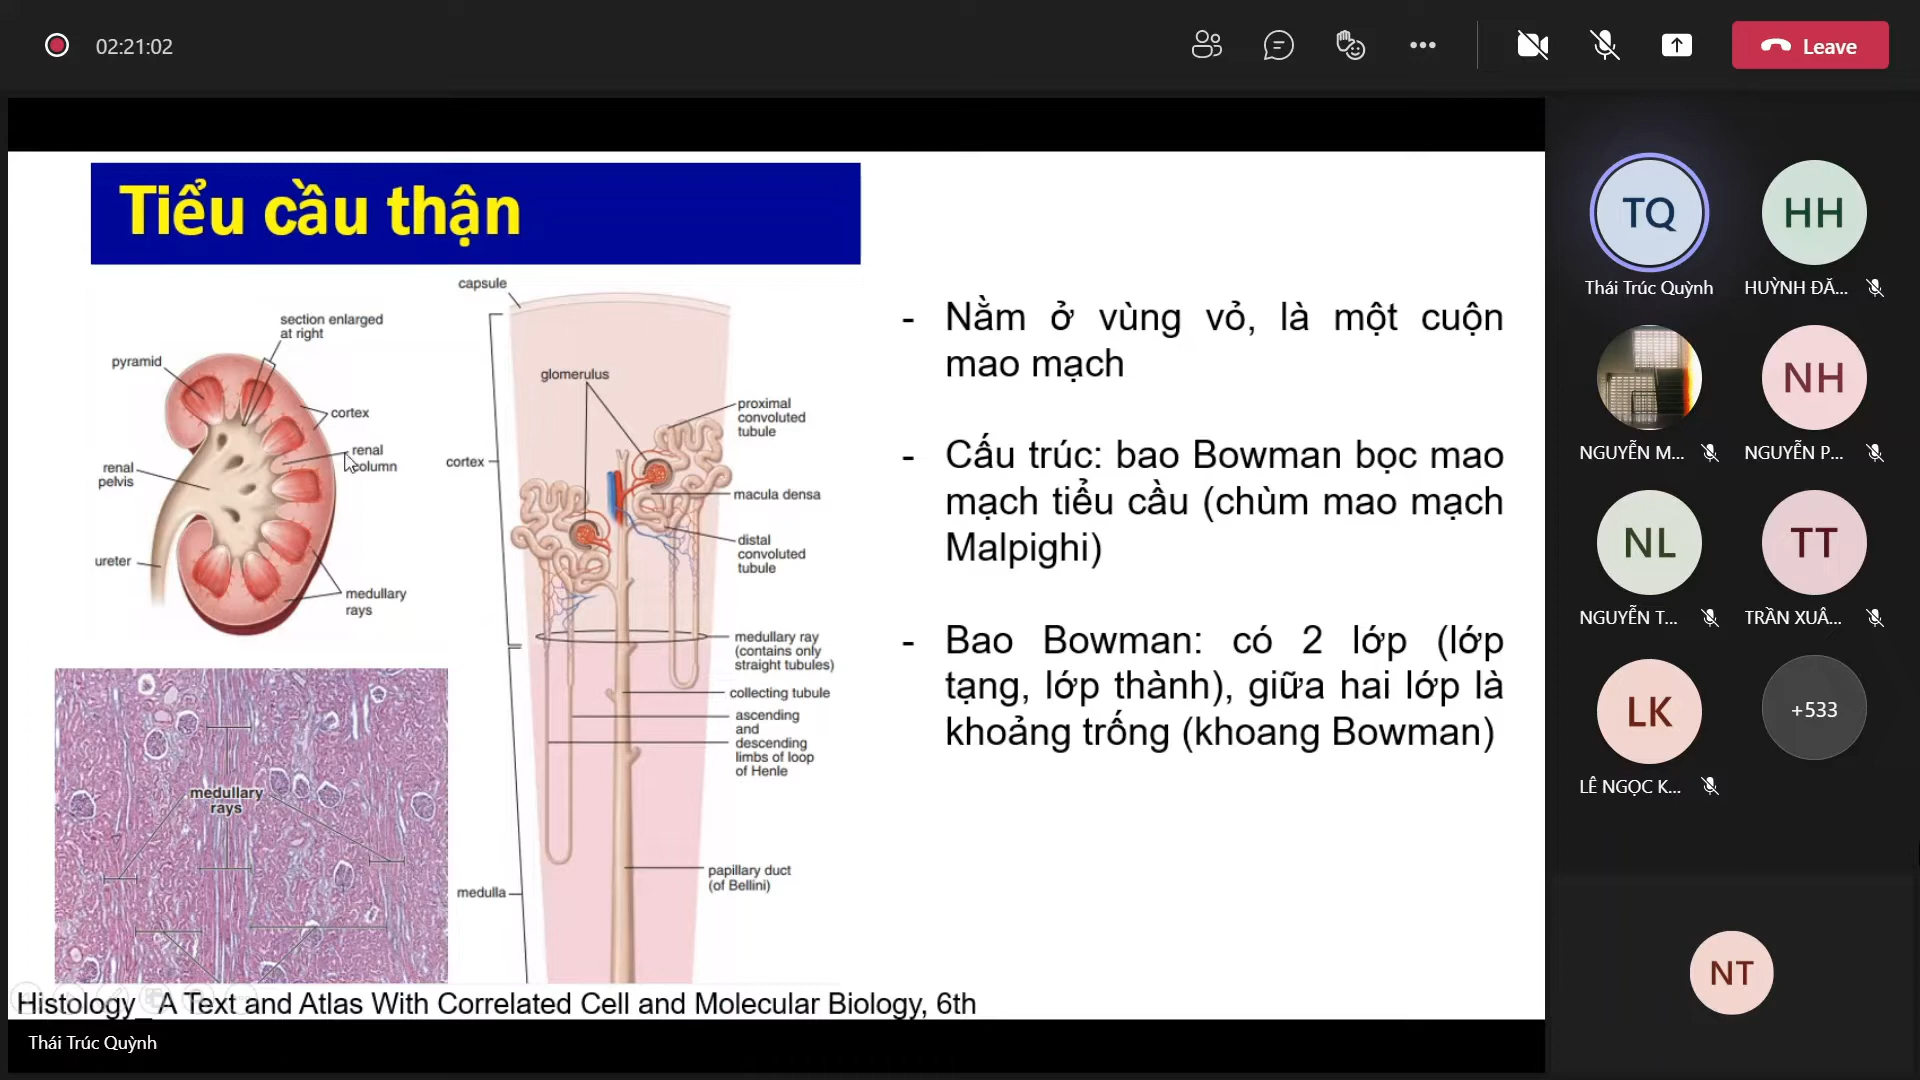 02:21:02
Leave
Tiểu cầu thận
capsule
section enlarged
at right
pyramid
cortex
renal
column
renal
pelvis
ureter
medullary
rays
glomerulus
proximal
convoluted
tubule
cortex
macula densa
distal
convoluted
tubule
medullary ray
(contains only
straight tubules)
collecting tubule
ascending
and
descending
limbs of loop
of Henle
papillary duct
(of Bellini)
medulla
medullary
rays
- Nằm ở vùng vỏ, là một cuộn
mao mạch
- Cấu trúc: bao Bowman bọc mao
mạch tiểu cầu (chùm mao mạch
Malpighi)
- Bao Bowman: có 2 lớp (lớp
tạng, lớp thành), giữa hai lớp là
khoảng trống (khoang Bowman)
Histology_ A Text and Atlas With Correlated Cell and Molecular Biology, 6th
Thái Trúc Quỳnh
TQ
HH
Thái Trúc Quỳnh
HUỲNH ĐĂ...
NH
NGUYỄN M...
NGUYỄN P...
NL
TT
NGUYỄN T...
TRẦN XUÂ...
LK
+533
LÊ NGỌC K...
NT